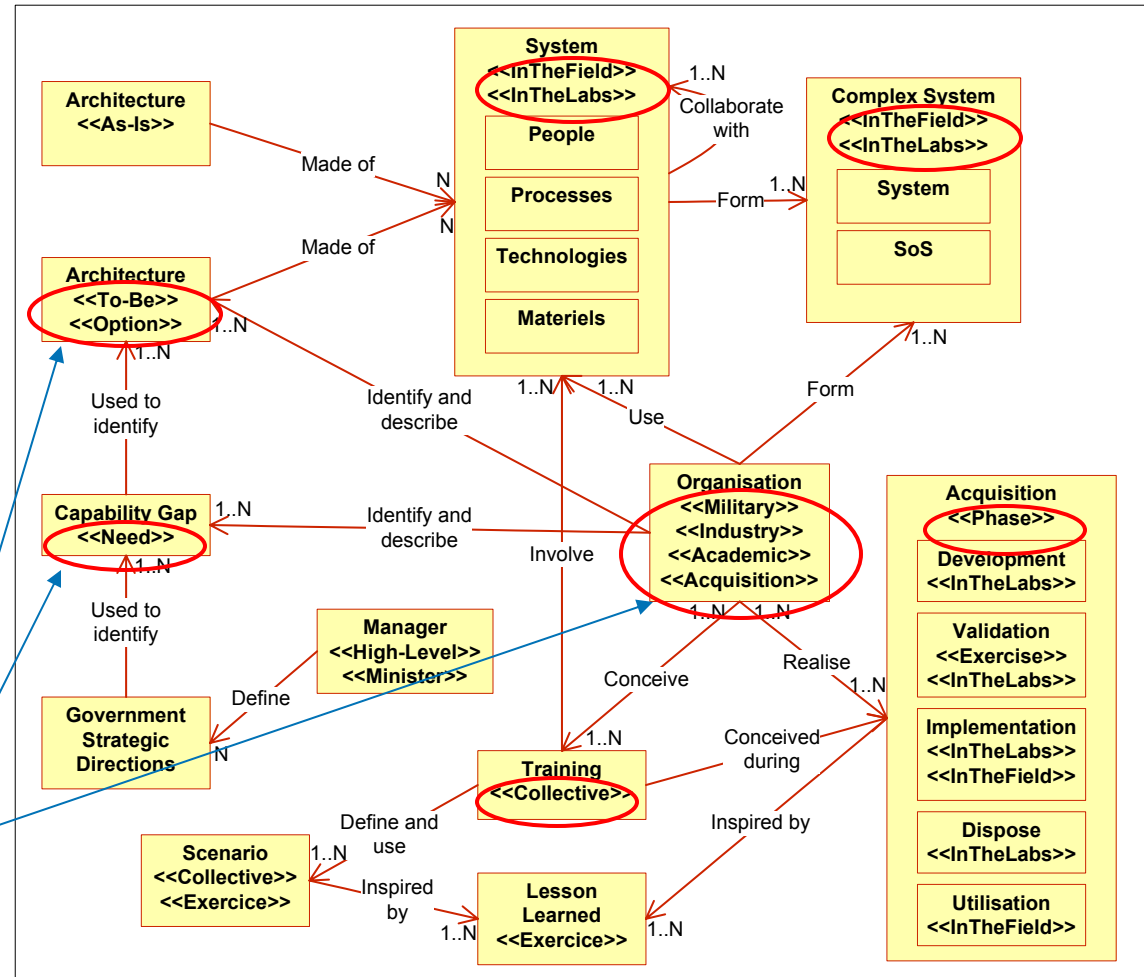 System
<<InTheField>>
<<InTheLabs>>
People
Processes
Technologies
Materiels
1..N
Collaborate
with
Complex System
<<InTheField>>
<<InTheLabs>>
System
SoS
Architecture
<<As-Is>>
Made of
N
Form
1..N
N
Made of
Architecture
<<To-Be>>
<<Option>>
1..N
1..N
1..N
Used to
identify
Identify and
describe
1..N
1..N
Use
Form
Capability Gap
<<Need>>
1..N
1..N
Identify and
describe
Organisation
<<Military>>
<<Industry>>
<<Academic>>
<<Acquisition>>
1..N
1..N
Involve
Acquisition
<<Phase>>
Development
<<InTheLabs>>
Validation
<<Exercise>>
<<InTheLabs>>
Implementation
<<InTheLabs>>
<<InTheField>>
Dispose
<<InTheLabs>>
Utilisation
<<InTheField>>
Used to
identify
Manager
<<High-Level>>
<<Minister>>
Define
Government
Strategic
Directions
N
Conceive
Realise
1..N
1..N
Training
<<Collective>>
Conceived
during
Define and
use
Inspired by
Scenario
<<Collective>>
<<Exercice>>
1..N
Inspired
by
1..N
Lesson
Learned
<<Exercice>>
1..N